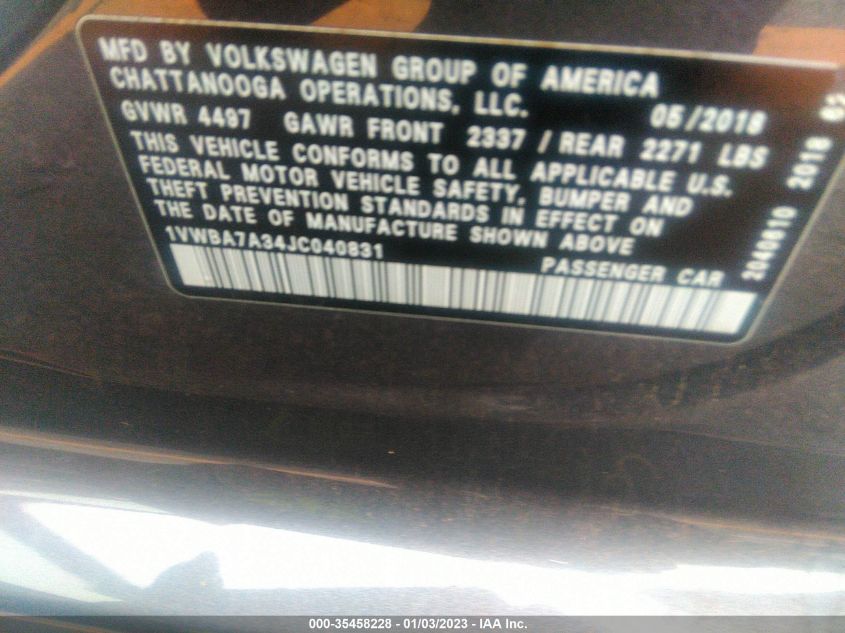 MFD BY VOLKSWAGEN GROUP OF AMERICA
CHATTANOOGA OPERATIONS, LLC.
05/2018
GVWR 4497 GAWR FRONT 2337 / REAR 2271 LBS
THIS VEHICLE CONFORMS TO ALL APPLICABLE U.S.
FEDERAL MOTOR VEHICLE SAFETY, BUMPER AND
THEFT PREVENTION STANDARDS IN EFFECT ON
THE DATE OF MANUFACTURE SHOWN ABOVE
1VWBA7A34JC040831
PASSENGER CAR
2040610 2018
000-35458228 - 01/03/2023 - IAA Inc.